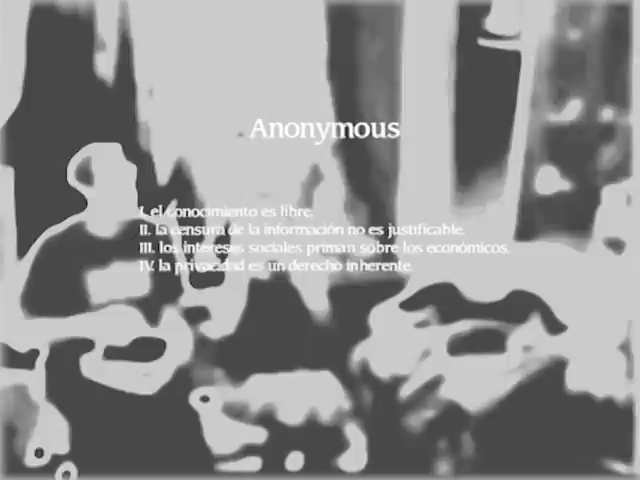 Anonymous
I. el conocimiento es libre.
II. la censura de la información no es justificable.
III. los intereses sociales priman sobre los económicos.
IV. la privacidad es un derecho inherente.